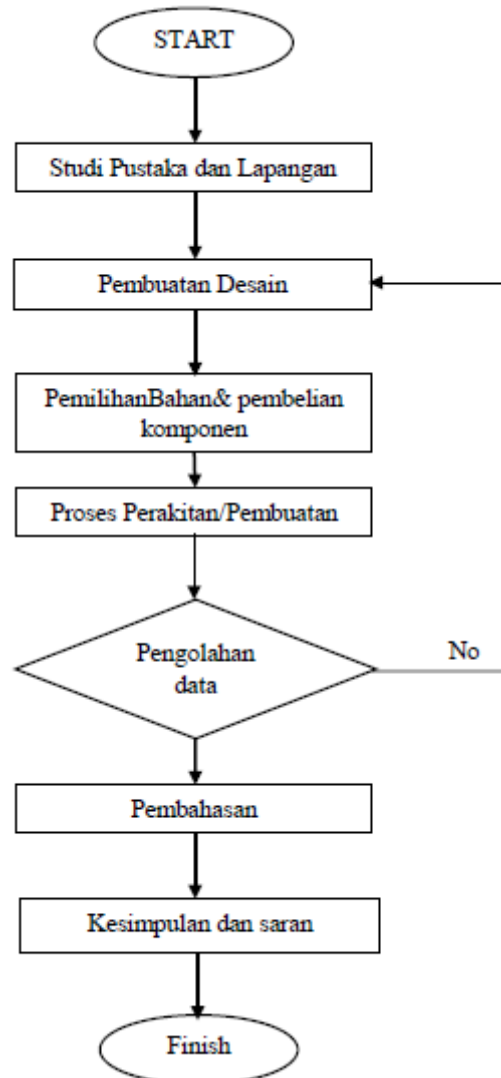 START
Studi Pustaka dan Lapangan
Pembuatan Desain
PemilihanBahan& pembelian
komponen
Proses Perakitan/Pembuatan
Pengolahan
data
No
Pembahasan
Kesimpulan dan saran
Finish